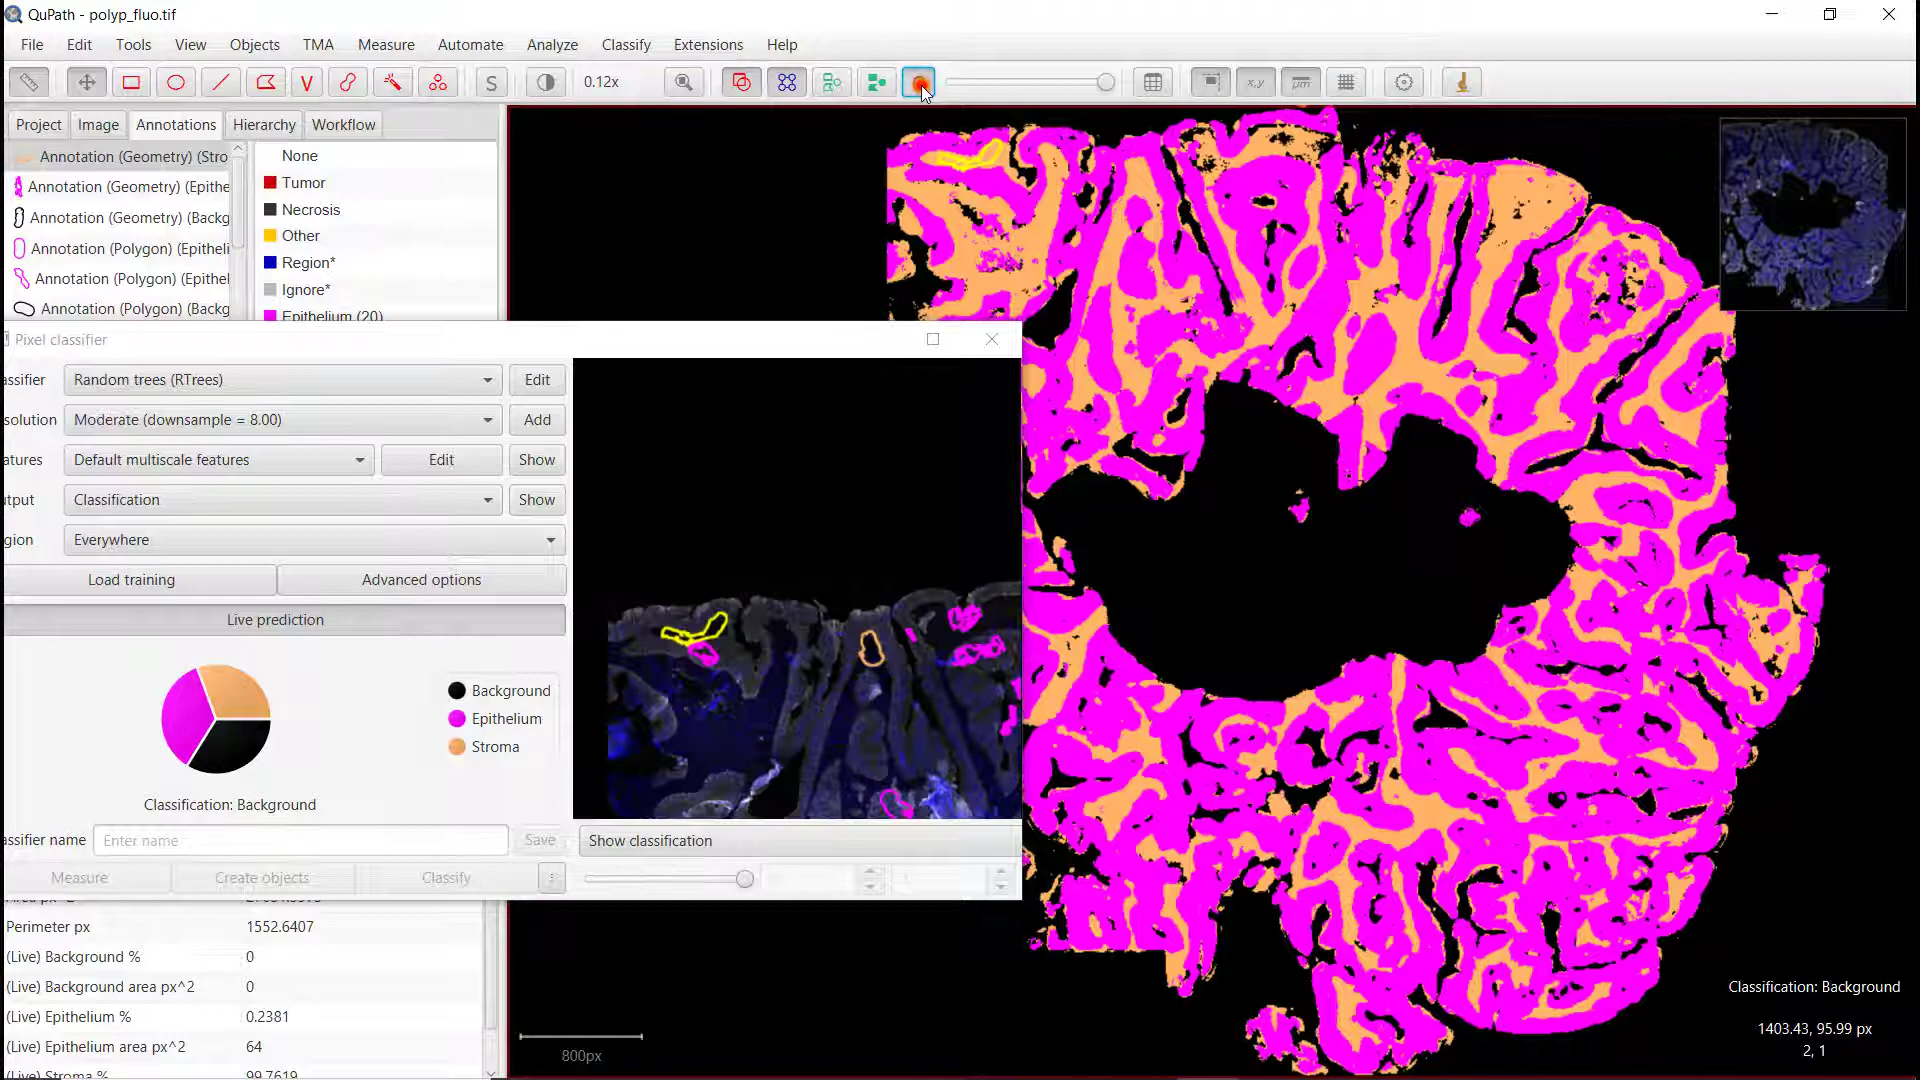 QuPath - polyp_fluo.tif
File Edit Tools View Objects TMA Measure Automate Analyze Classify Extensions Help
V S 0.12x x,y µm
Project Image Annotations Hierarchy Workflow
Annotation (Geometry) (Stro
Annotation (Geometry) (Epithe
Annotation (Geometry) (Backg
Annotation (Polygon) (Epitheli
Annotation (Polygon) (Epithel
Annotation (Polygon) (Backg
None
Tumor
Necrosis
Other
Region*
Ignore*
Epithelium (20)
Pixel classifier
assifier Random trees (RTrees) Edit
solution Moderate (downsample = 8.00) Add
atures Default multiscale features Edit Show
tput Classification Show
gion Everywhere
Load training Advanced options
Live prediction
Background
Epithelium
Stroma
Classification: Background
assifier name Enter name Save
Show classification
Measure Create objects Classify
Perimeter px 1552.6407
(Live) Background % 0
(Live) Background area px^2 0
(Live) Epithelium % 0.2381
(Live) Epithelium area px^2 64
(Live) Stroma % 99.7619
800px
Classification: Background
1403.43, 95.99 px
2, 1